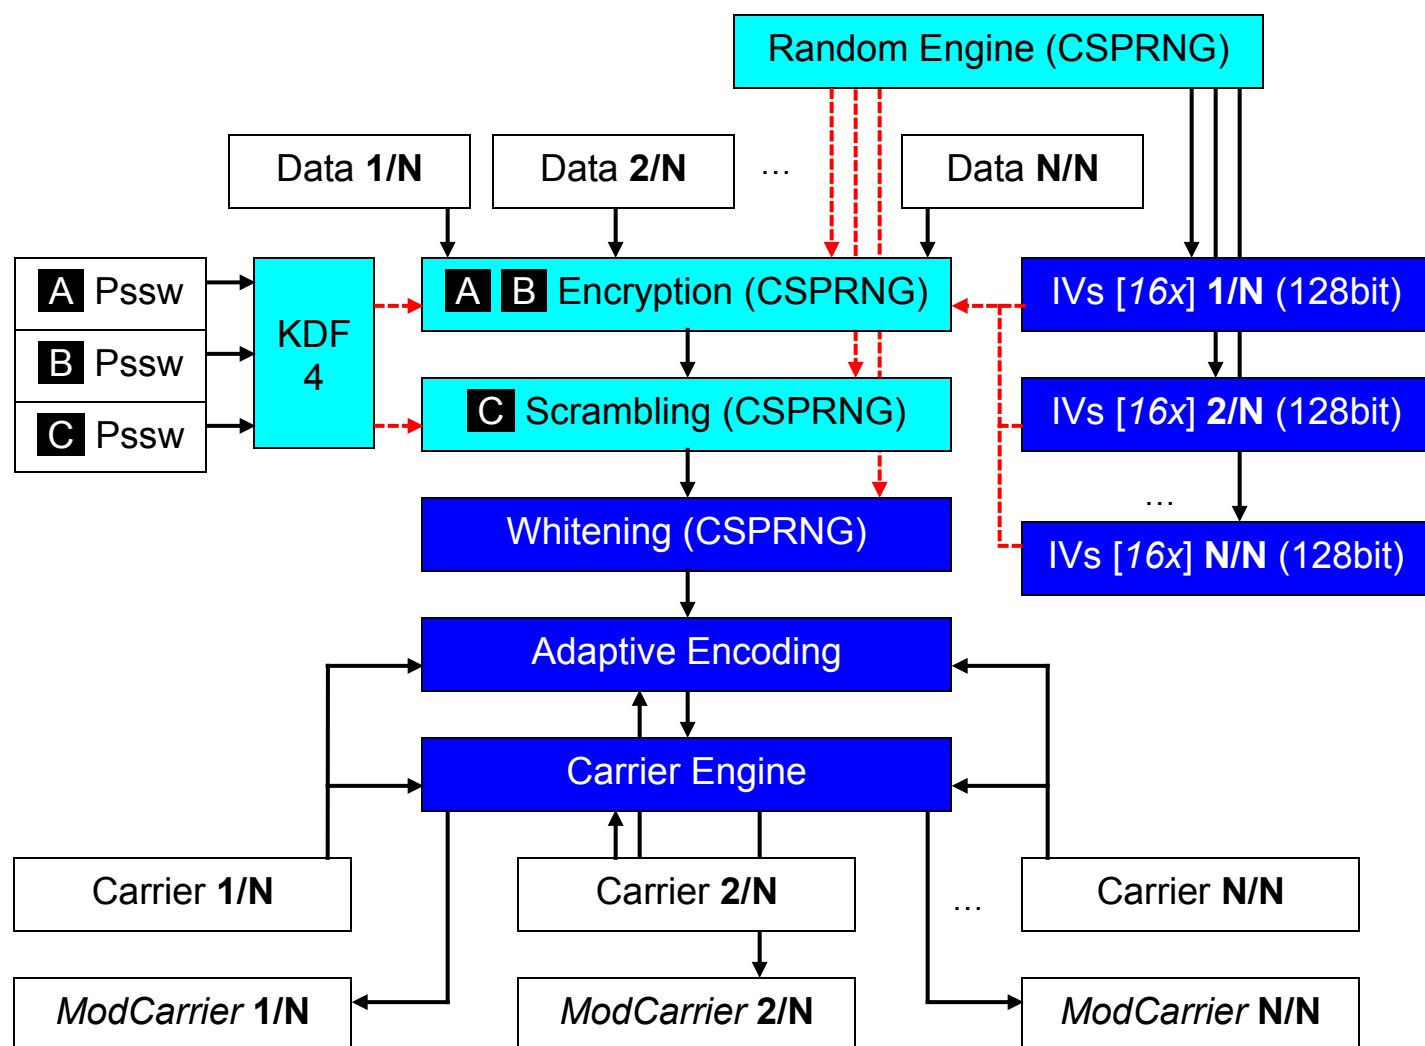 Random Engine (CSPRNG)
Data 1/N
Data 2/N
...
Data N/N
A Pssw
B Pssw
C Pssw
KDF
4
A B Encryption (CSPRNG)
IVs [16x] 1/N (128bit)
C Scrambling (CSPRNG)
IVs [16x] 2/N (128bit)
...
Whitening (CSPRNG)
IVs [16x] N/N (128bit)
Adaptive Encoding
Carrier Engine
Carrier 1/N
Carrier 2/N
...
Carrier N/N
ModCarrier 1/N
ModCarrier 2/N
ModCarrier N/N